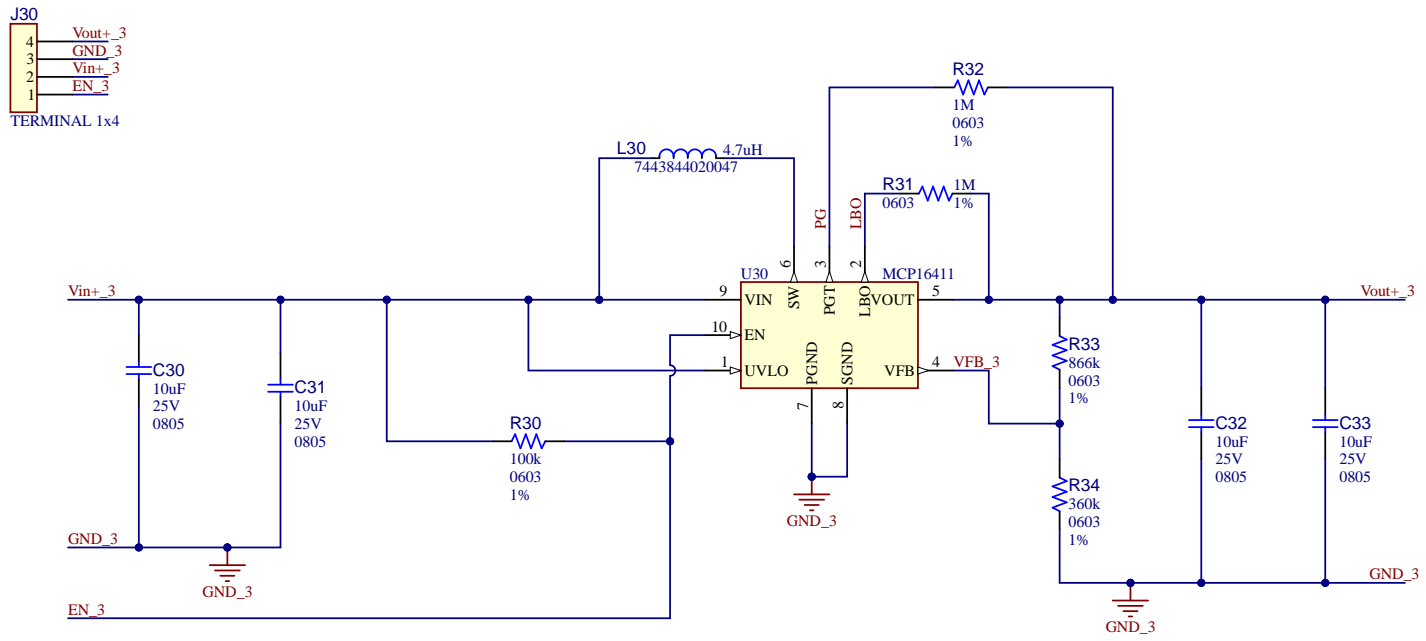 J30
4 Vout+_3
3 GND_3
2 Vin+_3
1 EN_3
TERMINAL 1x4
R32
1M
0603
1%
L30 4.7uH
7443844020047
R31 1M
0603 1%
PG
LBO
6
3
2
U30 MCP16411
Vin+_3
9 VIN
SW
PGT
LBO
VOUT 5
Vout+_3
10 EN
1 UVLO
PGND
SGND
VFB 4
VFB_3
7
8
C30
10uF
25V
0805
C31
10uF
25V
0805
R30
100k
0603
1%
GND_3
R33
866k
0603
1%
R34
360k
0603
1%
C32
10uF
25V
0805
C33
10uF
25V
0805
GND_3
GND_3
EN_3
GND_3
GND_3